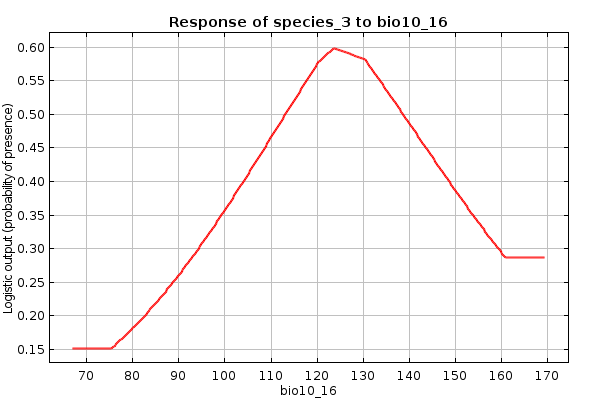 Response of species_3 to bio10_16
Logistic output (probability of presence)
0.60
0.55
0.50
0.45
0.40
0.35
0.30
0.25
0.20
0.15
70 80 90 100 110 120 130 140 150 160 170
bio10_16